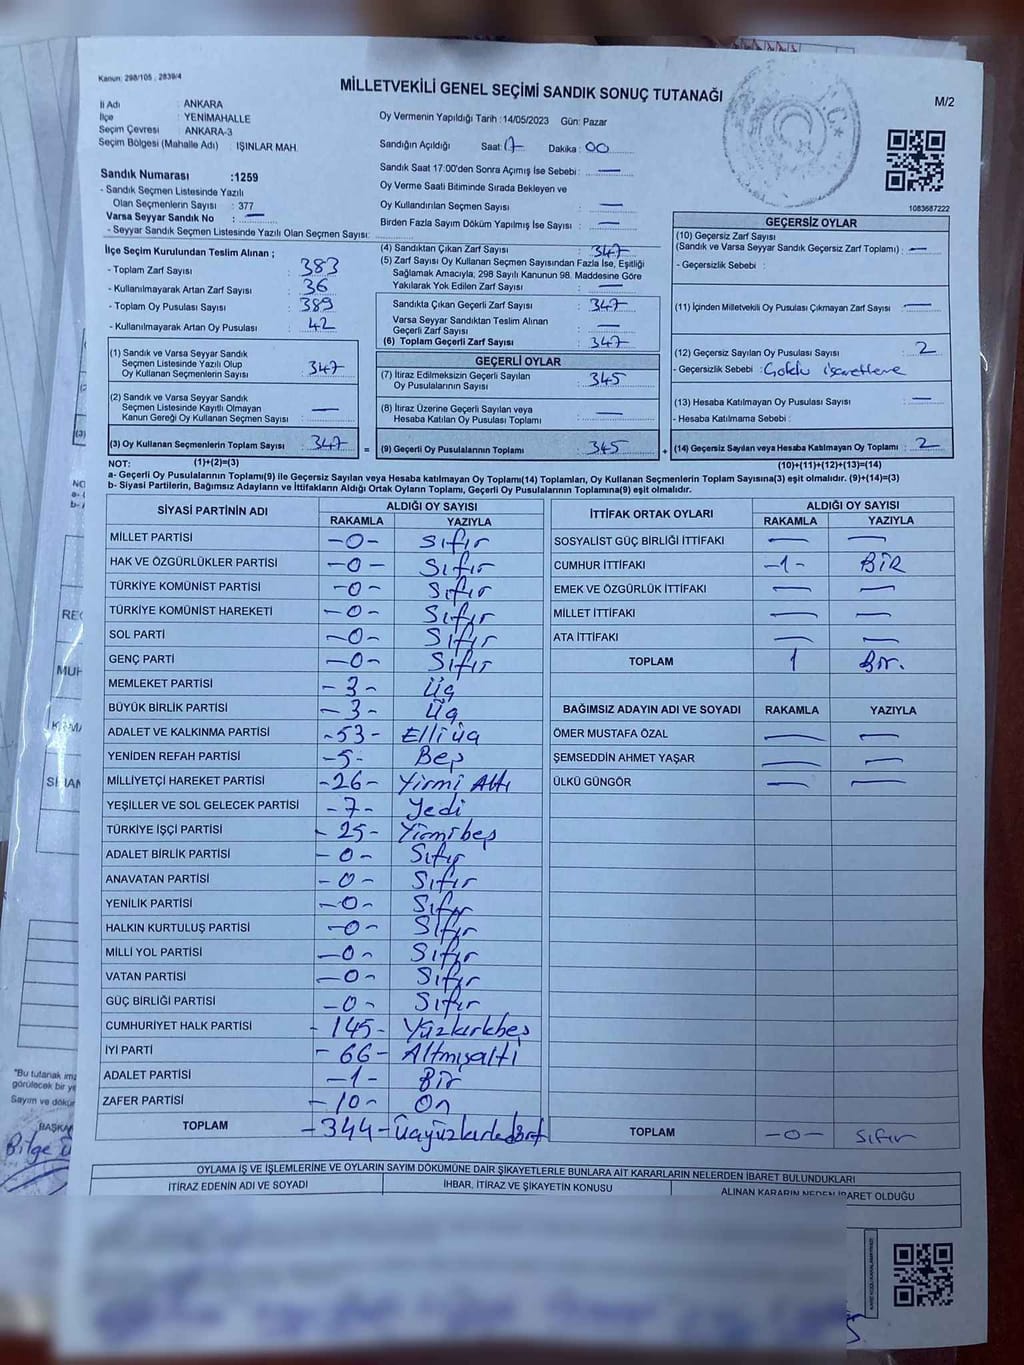 Kanun: 298/105 ; 2839/4
MİLLETVEKİLİ GENEL SEÇİMİ SANDIK SONUÇ TUTANAĞI
M/2
İl Adı : ANKARA
İlçe : YENİMAHALLE
Seçim Çevresi : ANKARA-3
Seçim Bölgesi (Mahalle Adı) : IŞINLAR MAH.
Sandık Numarası :1259
- Sandık Seçmen Listesinde Yazılı
Olan Seçmenlerin Sayısı : 377
Varsa Seyyar Sandık No : —
- Seyyar Sandık Seçmen Listesinde Yazılı Olan Seçmen Sayısı:
Oy Vermenin Yapıldığı Tarih :14/05/2023 Gün: Pazar
Sandığın Açıldığı Saat: 17 Dakika : 00
Sandık Saat 17:00'den Sonra Açılmış İse Sebebi : —
Oy Verme Saati Bitiminde Sırada Bekleyen ve
Oy Kullandırılan Seçmen Sayısı : —
Birden Fazla Sayım Döküm Yapılmış İse Sayısı : —
1083687222
İlçe Seçim Kurulundan Teslim Alınan ;
- Toplam Zarf Sayısı : 383
- Kullanılmayarak Artan Zarf Sayısı : 36
- Toplam Oy Pusulası Sayısı : 389
- Kullanılmayarak Artan Oy Pusulası : 42
(1) Sandık ve Varsa Seyyar Sandık
Seçmen Listesinde Yazılı Olup
Oy Kullanan Seçmenlerin Sayısı : 347
(2) Sandık ve Varsa Seyyar Sandık
Seçmen Listesinde Kayıtlı Olmayan
Kanun Gereği Oy Kullanan Seçmen Sayısı : —
(3) Oy Kullanan Seçmenlerin Toplam Sayısı : 347
(4) Sandıktan Çıkan Zarf Sayısı : 347
(5) Zarf Sayısı Oy Kullanan Seçmen Sayısından Fazla İse, Eşitliği
Sağlamak Amacıyla, 298 Sayılı Kanunun 98. Maddesine Göre
Yakılarak Yok Edilen Zarf Sayısı : —
Sandıkta Çıkan Geçerli Zarf Sayısı : 347
Varsa Seyyar Sandıktan Teslim Alınan
Geçerli Zarf Sayısı : —
(6) Toplam Geçerli Zarf Sayısı : 347
GEÇERLİ OYLAR
(7) İtiraz Edilmeksizin Geçerli Sayılan
Oy Pusulalarının Sayısı : 345
(8) İtiraz Üzerine Geçerli Sayılan veya
Hesaba Katılan Oy Pusulaları Toplamı : —
= (9) Geçerli Oy Pusulalarının Toplamı : 345 +
GEÇERSİZ OYLAR
(10) Geçersiz Zarf Sayısı
(Sandık ve Varsa Seyyar Sandık Geçersiz Zarf Toplamı) : —
- Geçersizlik Sebebi :
(11) İçinden Milletvekili Oy Pusulası Çıkmayan Zarf Sayısı : —
(12) Geçersiz Sayılan Oy Pusulası Sayısı : 2
- Geçersizlik Sebebi : Çoklu işaretleme
(13) Hesaba Katılmayan Oy Pusulası Sayısı : —
- Hesaba Katılmama Sebebi :
(14) Geçersiz Sayılan veya Hesaba Katılmayan Oy Toplamı : 2
NOT: (1)+(2)=(3) (10)+(11)+(12)+(13)=(14)
a- Geçerli Oy Pusulalarının Toplamı(9) ile Geçersiz Sayılan veya Hesaba katılmayan Oy Toplamı(14) Toplamları, Oy Kullanan Seçmenlerin Toplam Sayısına(3) eşit olmalıdır. (9)+(14)=(3)
b- Siyasi Partilerin, Bağımsız Adayların ve İttifakların Aldığı Ortak Oyların Toplamı, Geçerli Oy Pusulalarının Toplamına(9) eşit olmalıdır.
SİYASİ PARTİNİN ADI ALDIĞI OY SAYISI
RAKAMLA YAZIYLA
MİLLET PARTİSİ -0- Sıfır
HAK VE ÖZGÜRLÜKLER PARTİSİ -0- Sıfır
TÜRKİYE KOMÜNİST PARTİSİ -0- Sıfır
TÜRKİYE KOMÜNİST HAREKETİ -0- Sıfır
SOL PARTİ -0- Sıfır
GENÇ PARTİ -0- Sıfır
MEMLEKET PARTİSİ -3- Üç
BÜYÜK BİRLİK PARTİSİ -3- Üç
ADALET VE KALKINMA PARTİSİ -53- Elli üç
YENİDEN REFAH PARTİSİ -5- Beş
MİLLİYETÇİ HAREKET PARTİSİ -26- Yirmi Altı
YEŞİLLER VE SOL GELECEK PARTİSİ -7- Yedi
TÜRKİYE İŞÇİ PARTİSİ -25- Yirmibeş
ADALET BİRLİK PARTİSİ -0- Sıfır
ANAVATAN PARTİSİ -0- Sıfır
YENİLİK PARTİSİ -0- Sıfır
HALKIN KURTULUŞ PARTİSİ -0- Sıfır
MİLLİ YOL PARTİSİ -0- Sıfır
VATAN PARTİSİ -0- Sıfır
GÜÇ BİRLİĞİ PARTİSİ -0- Sıfır
CUMHURİYET HALK PARTİSİ -145- Yüzkırkbeş
İYİ PARTİ -66- Altmışaltı
ADALET PARTİSİ -1- Bir
ZAFER PARTİSİ -10- On
TOPLAM -344- Üçyüzkırkdört
İTTİFAK ORTAK OYLARI ALDIĞI OY SAYISI
RAKAMLA YAZIYLA
SOSYALİST GÜÇ BİRLİĞİ İTTİFAKI — —
CUMHUR İTTİFAKI -1- BİR
EMEK VE ÖZGÜRLÜK İTTİFAKI — —
MİLLET İTTİFAKI — —
ATA İTTİFAKI — —
TOPLAM 1 Bir.
BAĞIMSIZ ADAYIN ADI VE SOYADI RAKAMLA YAZIYLA
ÖMER MUSTAFA ÖZAL — —
ŞEMSEDDİN AHMET YAŞAR — —
ÜLKÜ GÜNGÖR — —
TOPLAM -0- Sıfır
OYLAMA İŞ VE İŞLEMLERİNE VE OYLARIN SAYIM DÖKÜMÜNE DAİR ŞİKAYETLERLE BUNLARA AİT KARARLARIN NELERDEN İBARET BULUNDUKLARI
İTİRAZ EDENİN ADI VE SOYADI İHBAR, İTİRAZ VE ŞİKAYETİN KONUSU ALINAN KARARIN NEDEN İBARET OLDUĞU
"Bu tutanak
görülecek bir
Sayım ve
Bilge